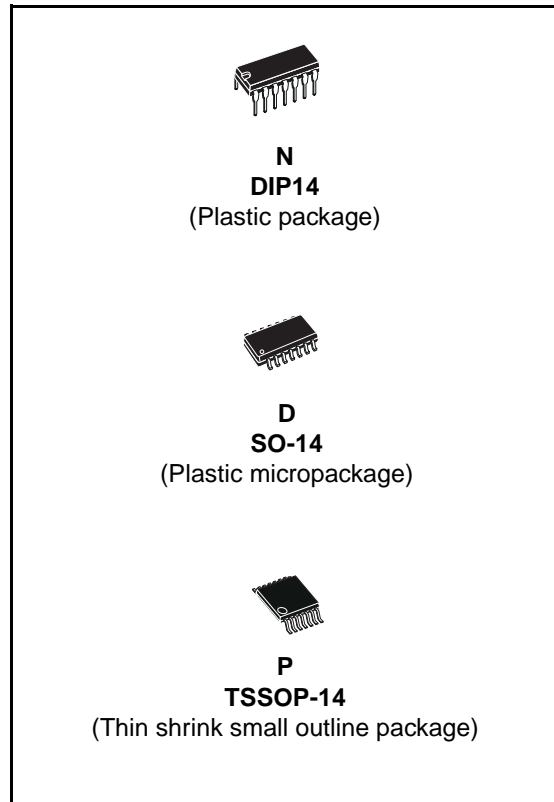 N
DIP14
(Plastic package)
D
SO-14
(Plastic micropackage)
P
TSSOP-14
(Thin shrink small outline package)